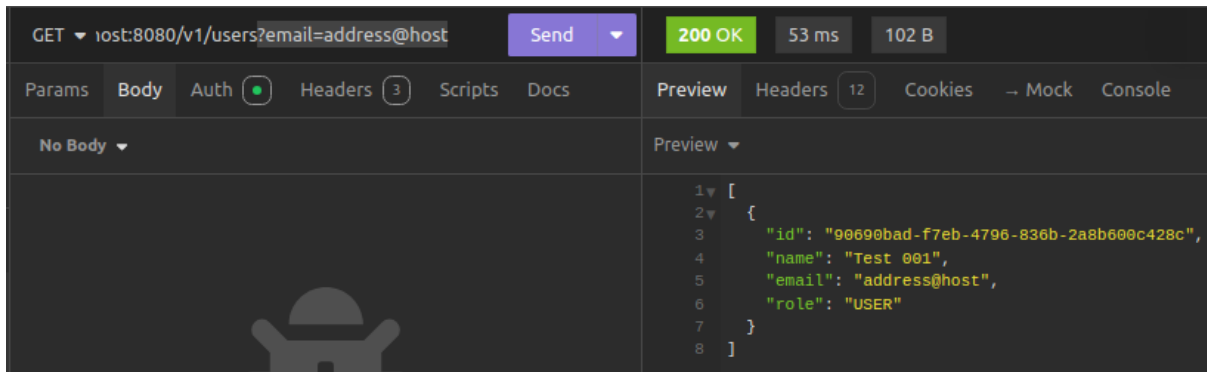 GET ost:8080/v1/users?email=address@host Send
200 OK 53 ms 102 B
Params Body Auth Headers 3 Scripts Docs
Preview Headers 12 Cookies → Mock Console
No Body
Preview
1 [
2 {
3 "id": "90690bad-f7eb-4796-836b-2a8b600c428c",
4 "name": "Test 001",
5 "email": "address@host",
6 "role": "USER"
7 }
8 ]